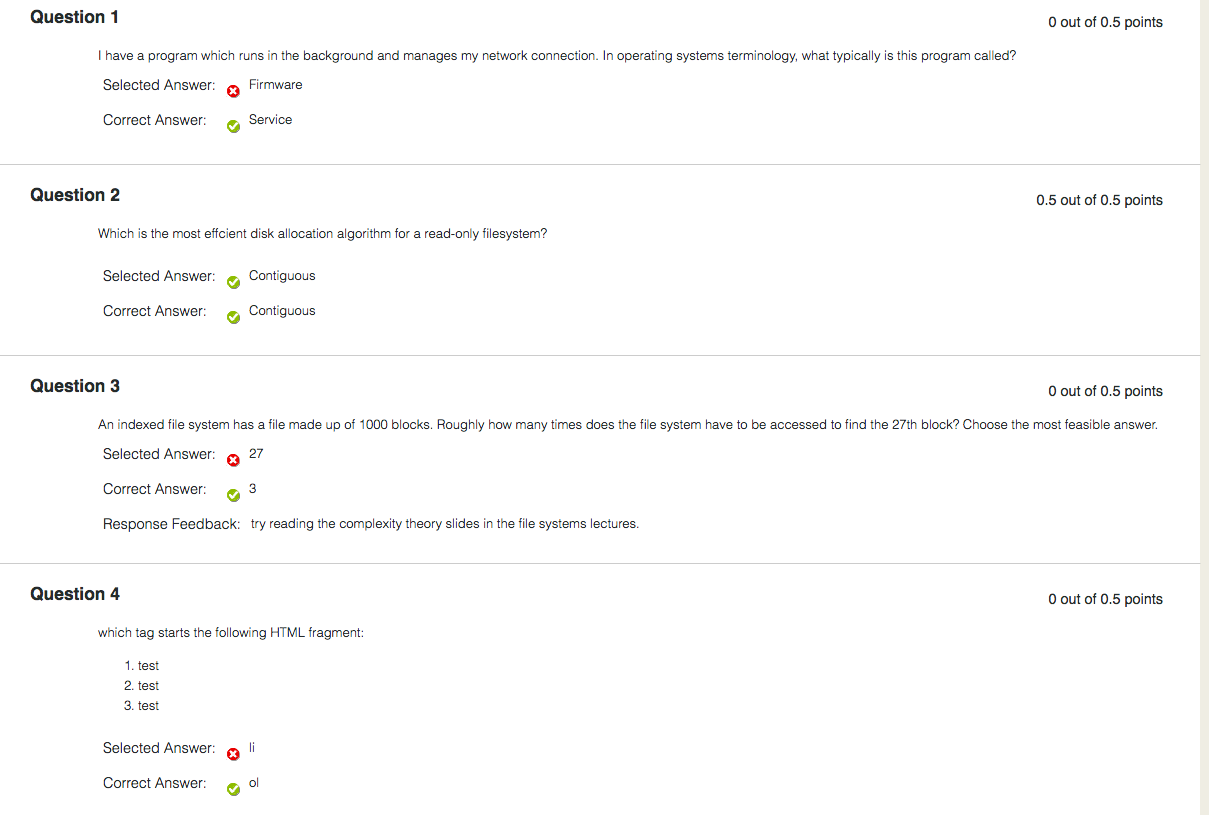 Question 1
0 out of 0.5 points
I have a program which runs in the background and manages my network connection. In operating systems terminology, what typically is this program called?
Selected Answer: Firmware
Correct Answer: Service
Question 2
0.5 out of 0.5 points
Which is the most effcient disk allocation algorithm for a read-only filesystem?
Selected Answer: Contiguous
Correct Answer: Contiguous
Question 3
0 out of 0.5 points
An indexed file system has a file made up of 1000 blocks. Roughly how many times does the file system have to be accessed to find the 27th block? Choose the most feasible answer.
Selected Answer: 27
Correct Answer: 3
Response Feedback: try reading the complexity theory slides in the file systems lectures.
Question 4
0 out of 0.5 points
which tag starts the following HTML fragment:
1. test
2. test
3. test
Selected Answer: li
Correct Answer: ol